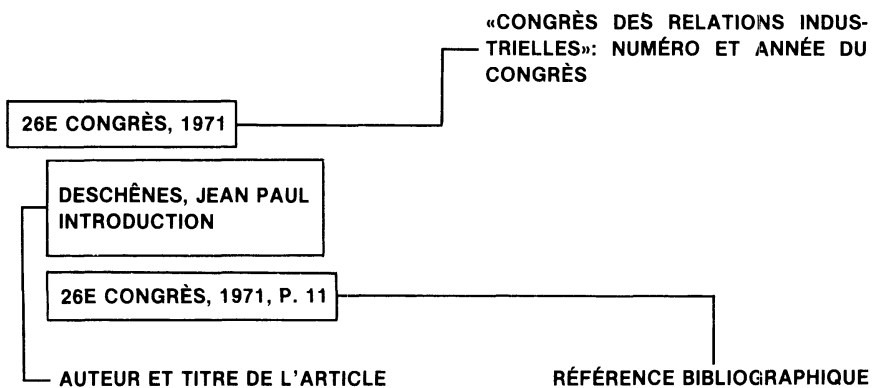 «CONGRÈS DES RELATIONS INDUS-
TRIELLES»: NUMÉRO ET ANNÉE DU
CONGRÈS
26E CONGRÈS, 1971
DESCHÊNES, JEAN PAUL
INTRODUCTION
26E CONGRÈS, 1971, P. 11
AUTEUR ET TITRE DE L'ARTICLE
RÉFÉRENCE BIBLIOGRAPHIQUE